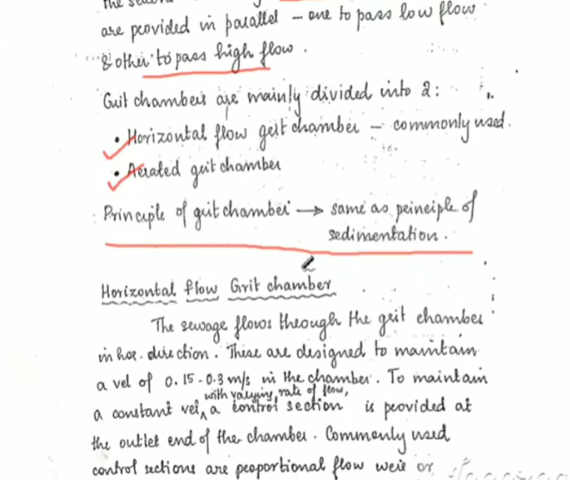 the
are provided in parallel – one to pass low flow
& other to pass high flow.
Grit chambers are mainly divided into 2:
• Horizontal flow grit chamber – commonly used.
• Aerated grit chamber
Principle of grit chamber → same as principle of
sedimentation.
Horizontal flow Grit chamber
The sewage flows through the grit chamber
in hor. direction. These are designed to maintain
a vel of 0.15-0.3 m/s in the chamber. To maintain
with varying rate of flow,
a constant vel, a control section is provided at
the outlet end of the chamber. Commonly used
control sections are proportional flow weir or